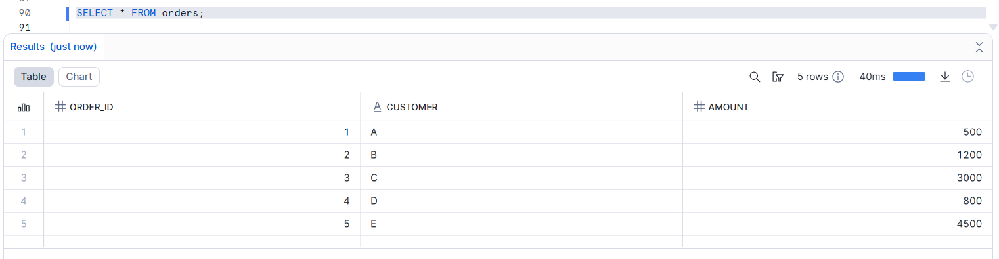 90 SELECT * FROM orders;
91
Results (just now)
Table Chart 5 rows 40ms
ORDER_ID CUSTOMER AMOUNT
1 1 A 500
2 2 B 1200
3 3 C 3000
4 4 D 800
5 5 E 4500